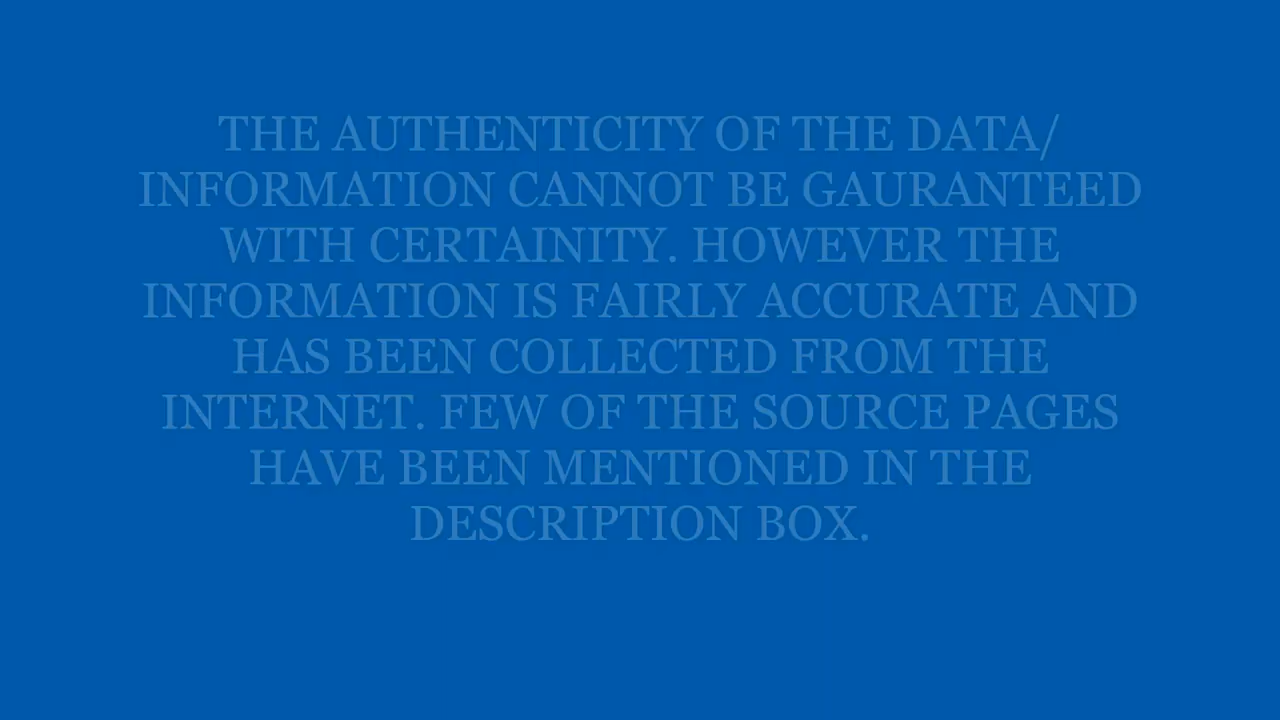 THE AUTHENTICITY OF THE DATA/
INFORMATION CANNOT BE GAURANTEED
WITH CERTAINITY. HOWEVER THE
INFORMATION IS FAIRLY ACCURATE AND
HAS BEEN COLLECTED FROM THE
INTERNET. FEW OF THE SOURCE PAGES
HAVE BEEN MENTIONED IN THE
DESCRIPTION BOX.